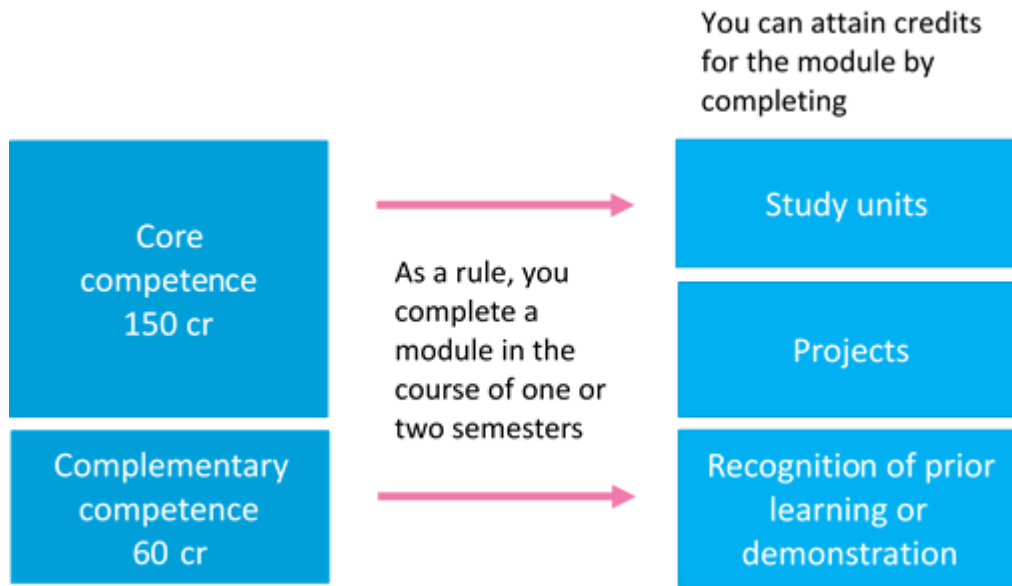 You can attain credits
for the module by
completing
Core
competence
150 cr
Complementary
competence
60 cr
As a rule, you
complete a
module in the
course of one or
two semesters
Study units
Projects
Recognition of prior
learning or
demonstration